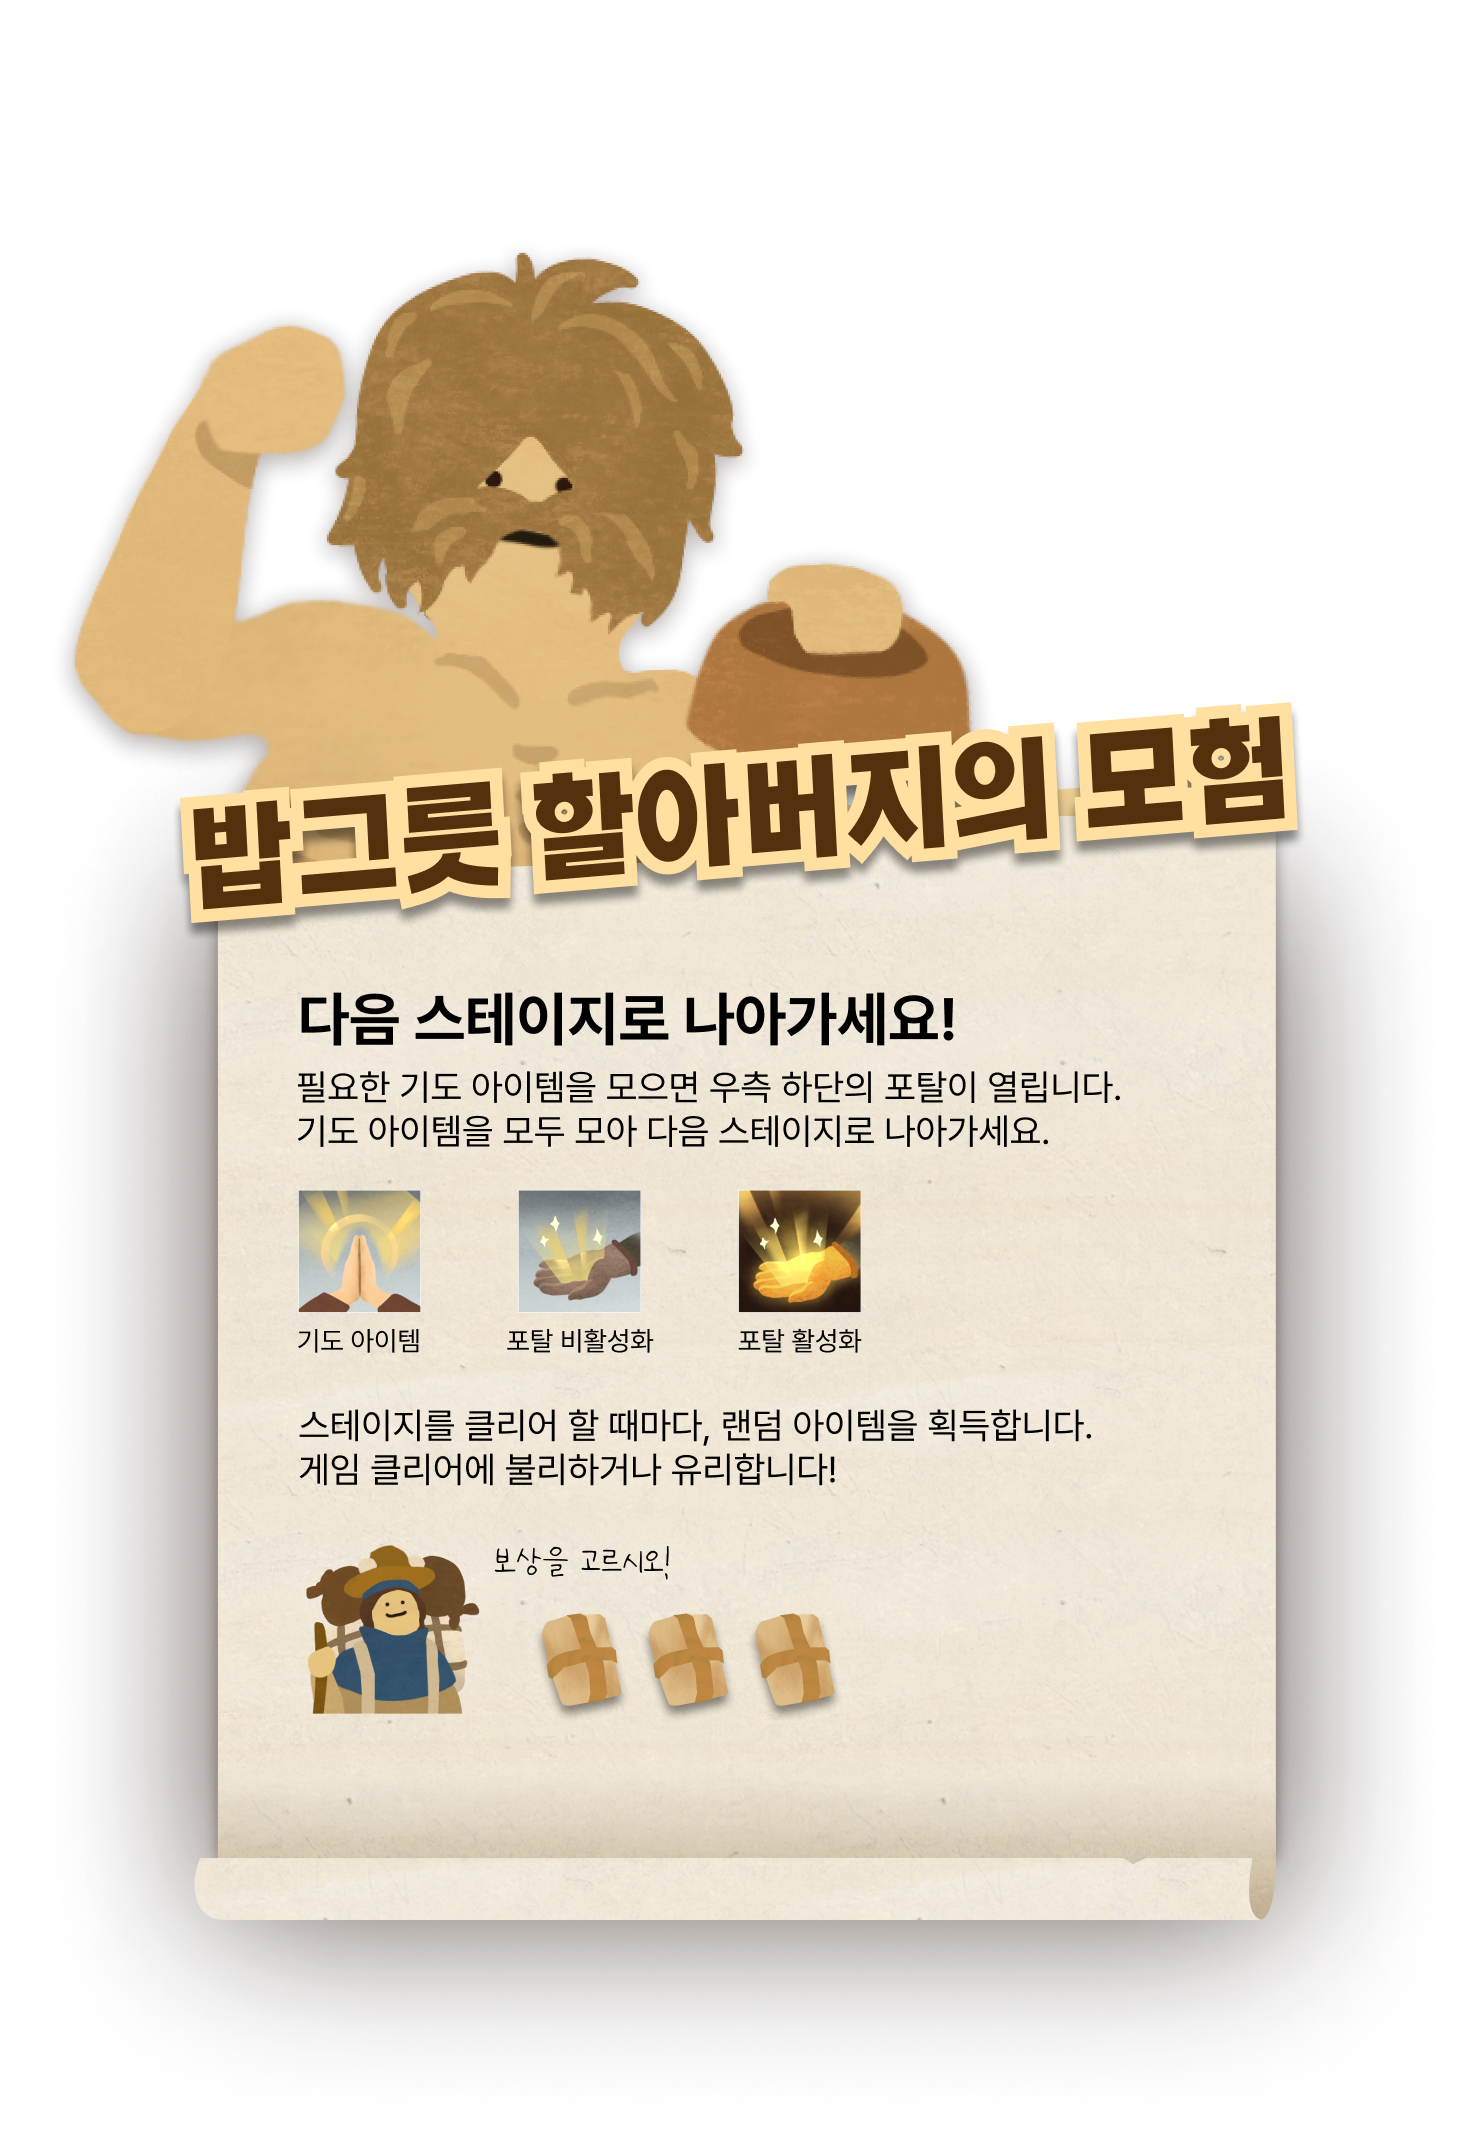 밥그릇 할아버지의 모험
다음 스테이지로 나아가세요!
필요한 기도 아이템을 모으면 우측 하단의 포탈이 열립니다.
기도 아이템을 모두 모아 다음 스테이지로 나아가세요.
기도 아이템
포탈 비활성화
포탈 활성화
스테이지를 클리어 할 때마다, 랜덤 아이템을 획득합니다.
게임 클리어에 불리하거나 유리합니다!
보상을 고르시오!